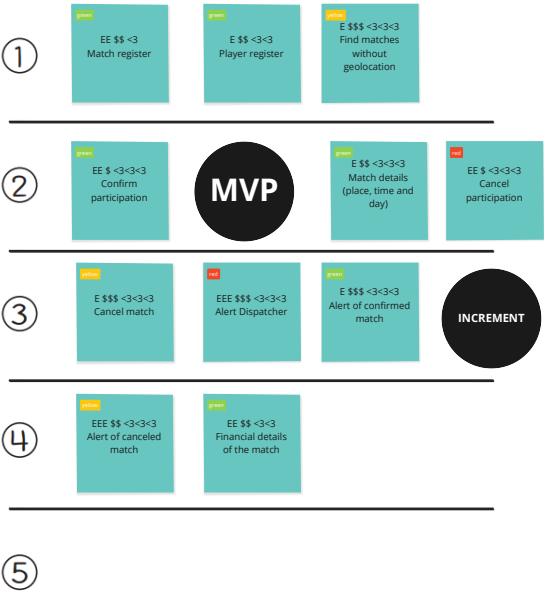 1
green
EE $$ <3
Match register
green
E $$ <3<3
Player register
yellow
E $$$ <3<3<3
Find matches
without
geolocation
2
green
EE $ <3<3<3
Confirm
participation
MVP
green
E $$ <3<3<3
Match details
(place, time and
day)
red
EE $ <3<3<3
Cancel
participation
3
yellow
E $$$ <3<3<3
Cancel match
red
EEE $$$ <3<3<3
Alert Dispatcher
green
E $$$ <3<3<3
Alert of confirmed
match
INCREMENT
4
yellow
EEE $$ <3<3<3
Alert of canceled
match
green
EE $$ <3<3
Financial details
of the match
5